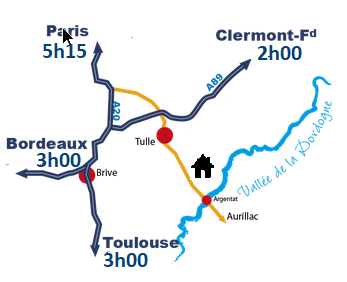 Paris
5h15
Clermont-Fd
2h00
A89
A20
Tulle
Bordeaux
3h00
Brive
Vallée de la Dordogne
Argentat
Aurillac
Toulouse
3h00